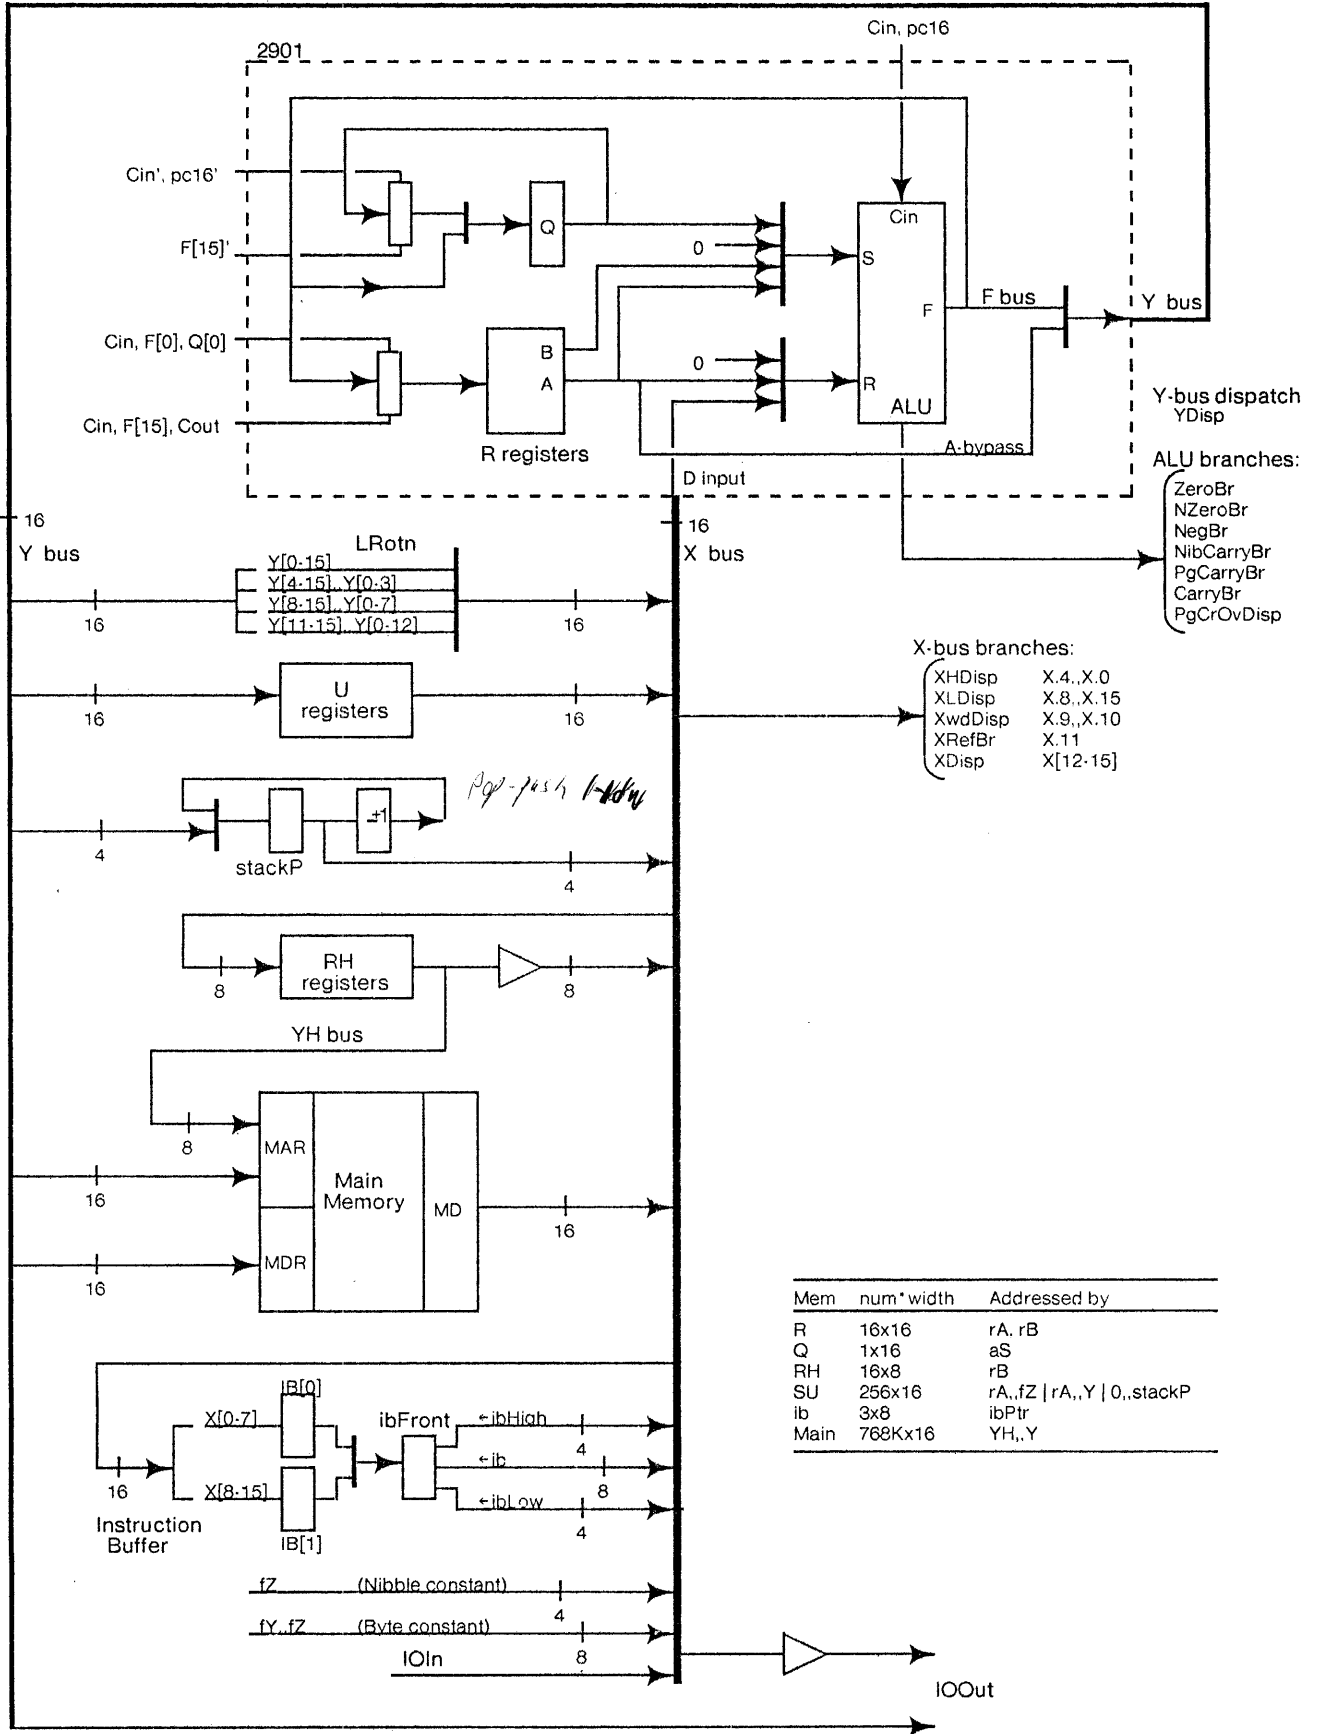 Cin, pc16
2901
Cin', pc16'
Q
Cin
0
F[15]'
S
F bus
Y bus
F
Cin, F[0], Q[0]
B
0
A
R
ALU
Y-bus dispatch
YDisp
Cin, F[15], Cout
R registers
A-bypass
ALU branches:
D input
ZeroBr
NZeroBr
NegBr
NibCarryBr
PgCarryBr
CarryBr
PgCrOvDisp
16
16
Y bus
LRotn
X bus
Y[0-15]
Y[4-15],,Y[0-3]
Y[8-15],,Y[0-7]
Y[11-15],,Y[0-12]
16
16
X-bus branches:
XHDisp X.4,,X.0
XLDisp X.8,,X.15
XwdDisp X.9,,X.10
XRefBr X.11
XDisp X[12-15]
U
registers
16
16
±1
4
stackP
4
RH
registers
8
8
YH bus
8
MAR
Main
Memory
16
MD
16
MDR
16
Mem num*width Addressed by
R 16x16 rA, rB
Q 1x16 aS
RH 16x8 rB
SU 256x16 rA,,fZ | rA,,Y | 0,,stackP
ib 3x8 ibPtr
Main 768Kx16 YH,,Y
IB[0]
X[0-7]
ibFront
←ibHigh
4
←ib
16
8
X[8-15]
←ibLow
4
Instruction
Buffer
IB[1]
fZ (Nibble constant)
4
fY,,fZ (Byte constant)
8
IOIn
IOOut